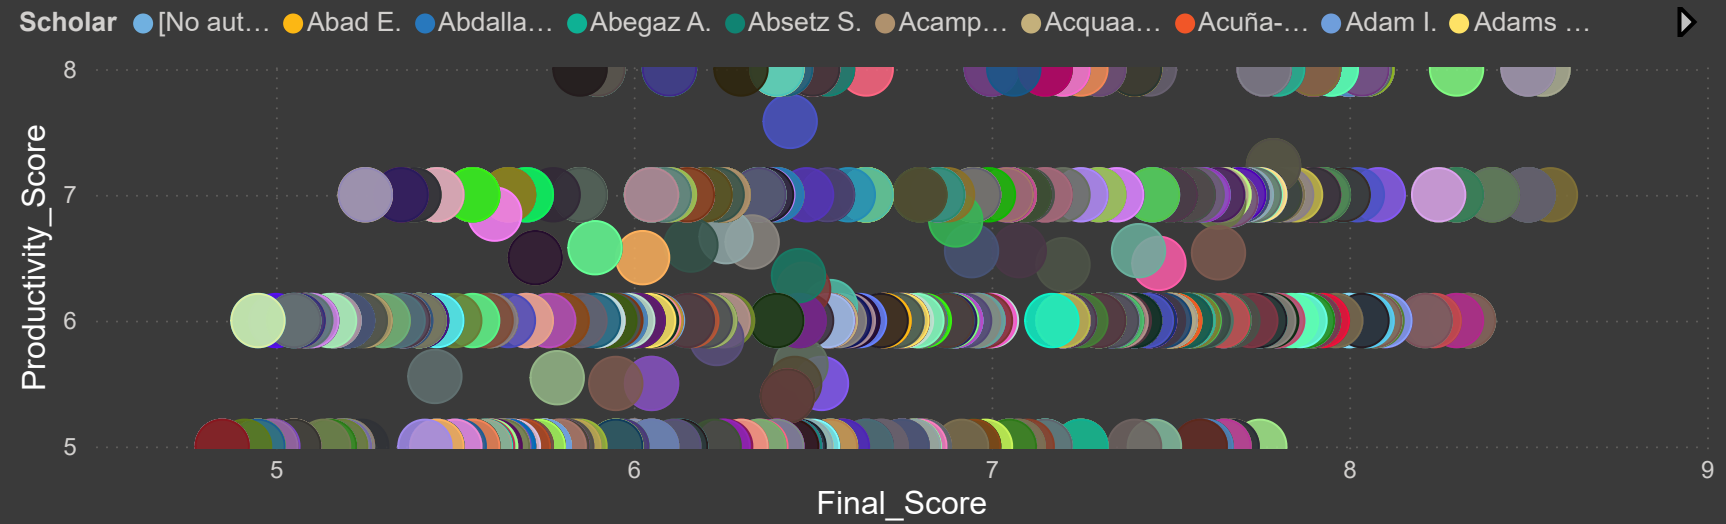 Scholar [No aut... Abad E. Abdalla... Abegaz A. Absetz S. Acamp... Acquaa... Acuña-... Adam I. Adams ...
8
7
6
5
Productivity_Score
5 6 7 8 9
Final_Score